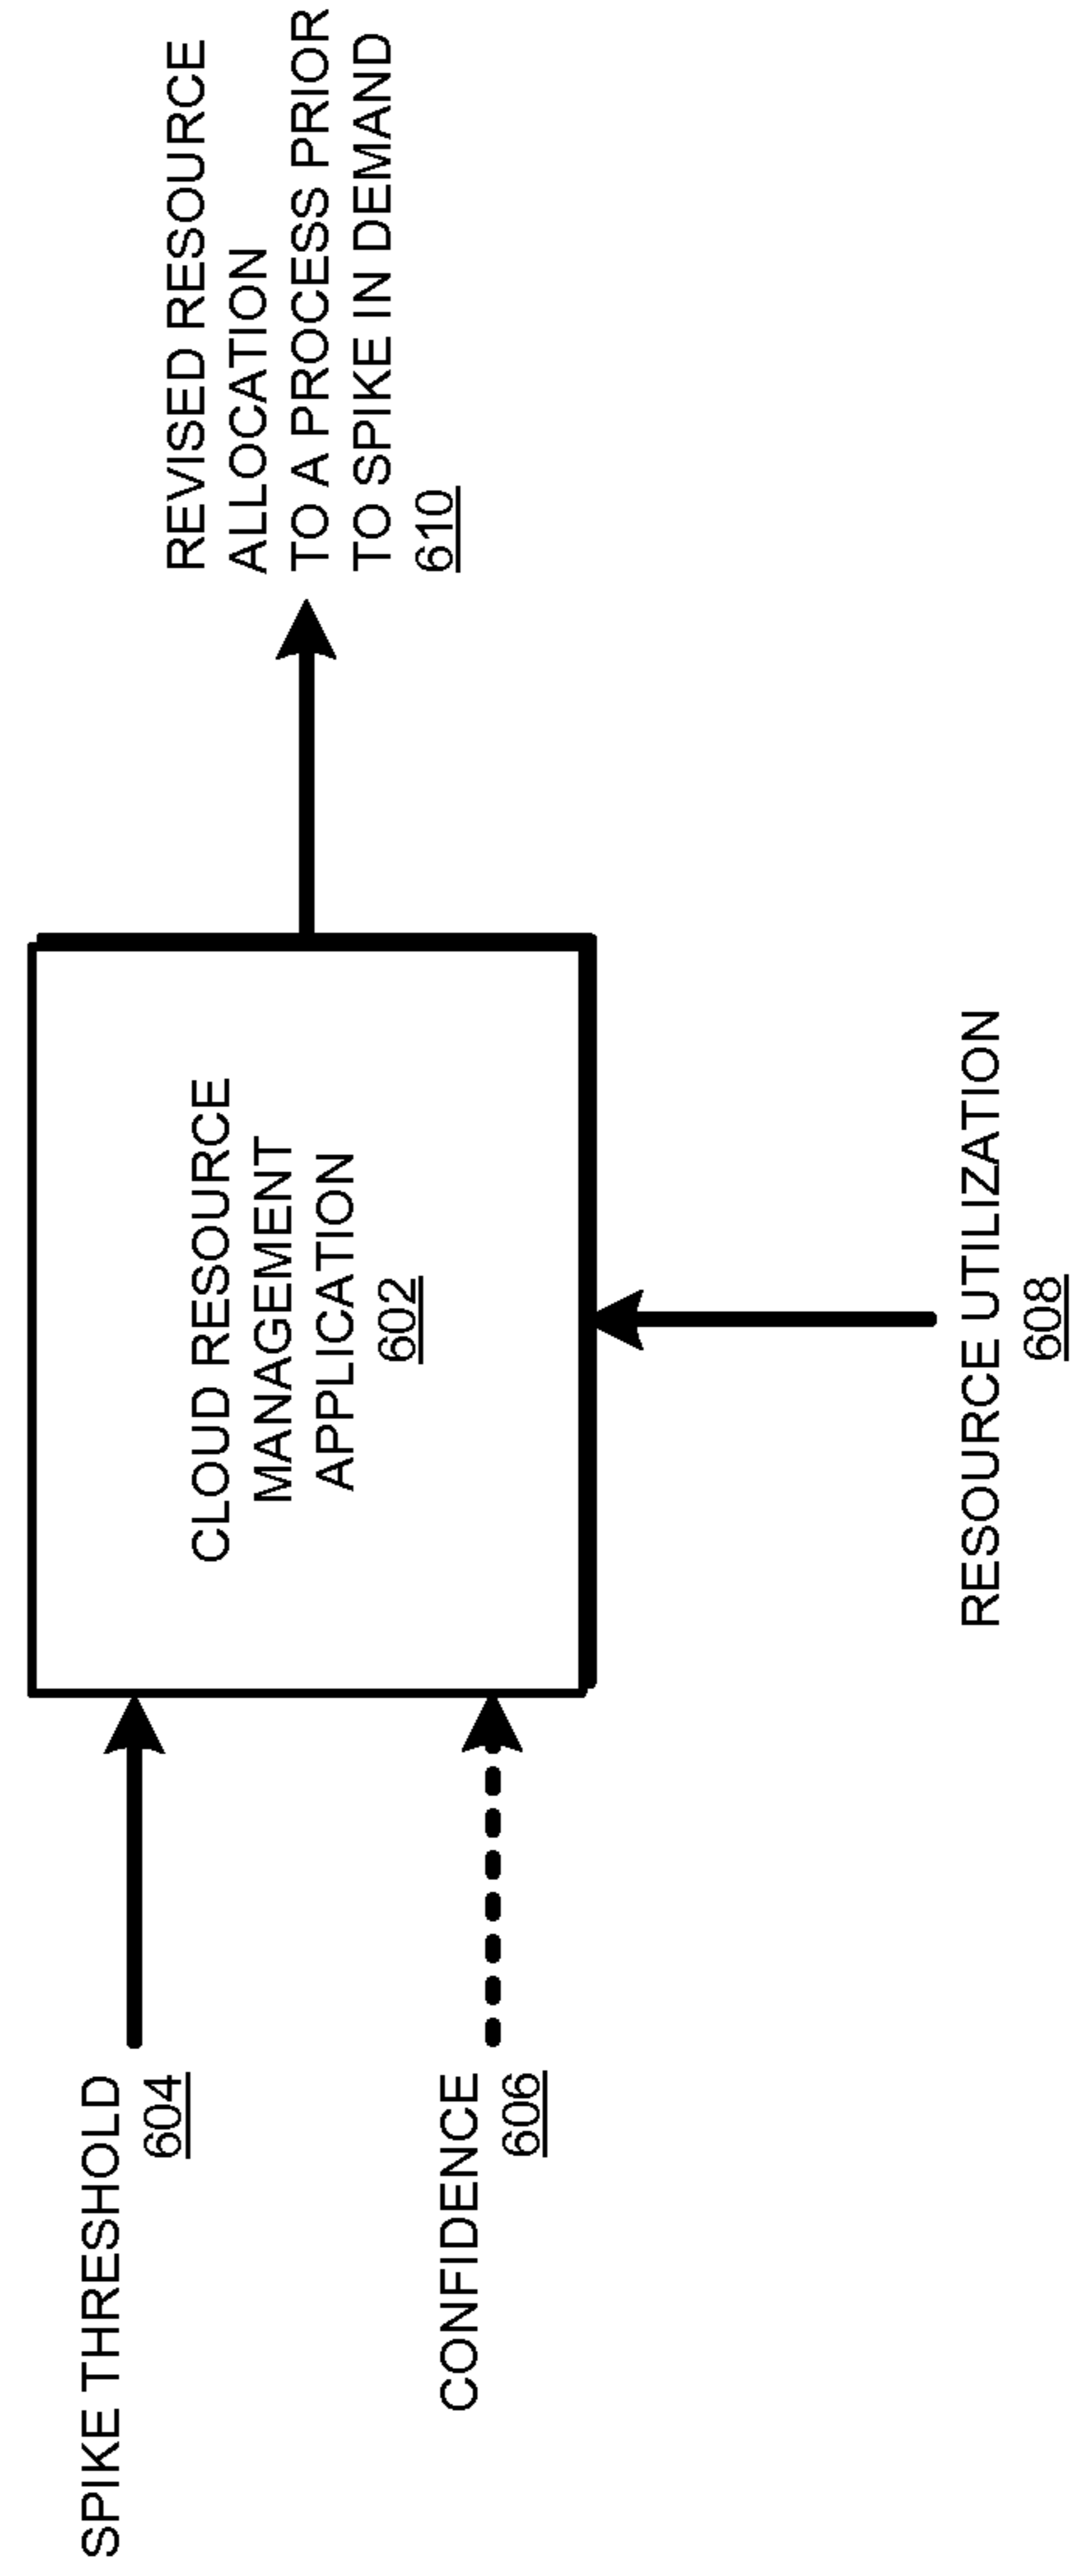 SPIKE THRESHOLD
604
CONFIDENCE
606
CLOUD RESOURCE
MANAGEMENT
APPLICATION
602
RESOURCE UTILIZATION
608
REVISED RESOURCE
ALLOCATION
TO A PROCESS PRIOR
TO SPIKE IN DEMAND
610